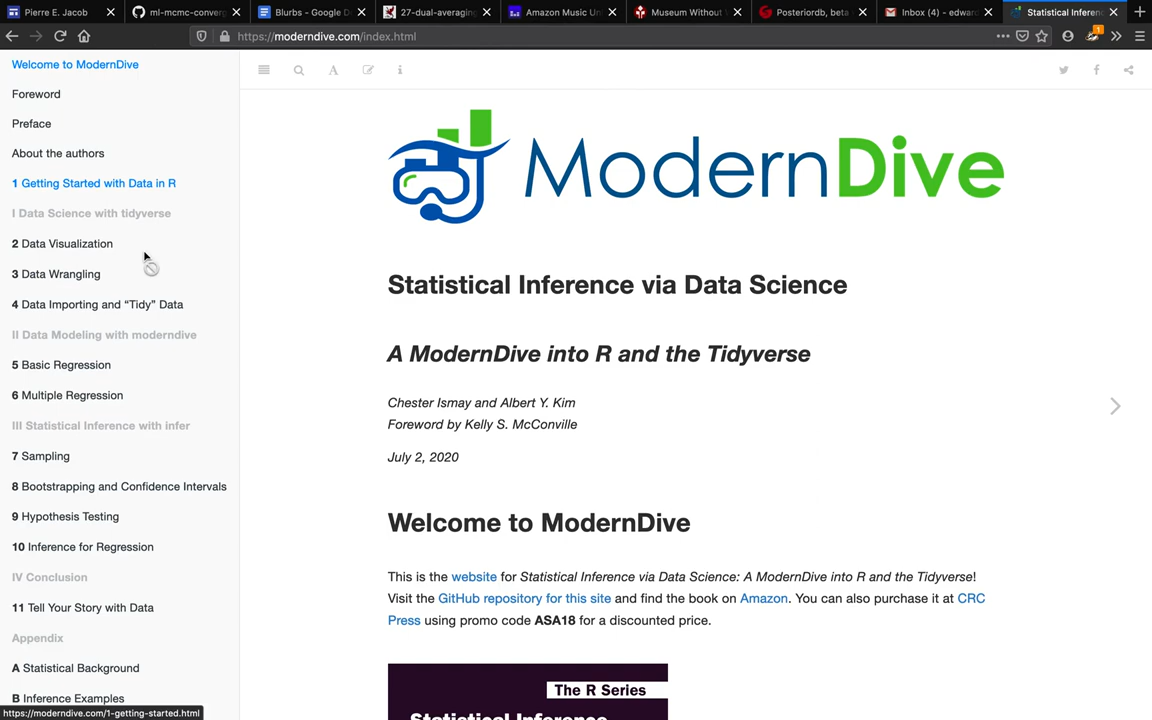 Pierre E. Jacob
ml-mcmc-converg
Blurbs - Google D
27-dual-averaging
Amazon Music Un
Museum Without
Posteriordb, beta
Inbox (4) - edwar
Statistical Inferenc
https://moderndive.com/index.html
1
Welcome to ModernDive
Foreword
Preface
About the authors
1 Getting Started with Data in R
I Data Science with tidyverse
2 Data Visualization
3 Data Wrangling
4 Data Importing and “Tidy” Data
II Data Modeling with moderndive
5 Basic Regression
6 Multiple Regression
III Statistical Inference with infer
7 Sampling
8 Bootstrapping and Confidence Intervals
9 Hypothesis Testing
10 Inference for Regression
IV Conclusion
11 Tell Your Story with Data
Appendix
A Statistical Background
B Inference Examples
https://moderndive.com/1-getting-started.html
ModernDive
Statistical Inference via Data Science
A ModernDive into R and the Tidyverse
Chester Ismay and Albert Y. Kim
Foreword by Kelly S. McConville
July 2, 2020
Welcome to ModernDive
This is the website for Statistical Inference via Data Science: A ModernDive into R and the Tidyverse!
Visit the GitHub repository for this site and find the book on Amazon. You can also purchase it at CRC
Press using promo code ASA18 for a discounted price.
The R Series
Statistical Inference